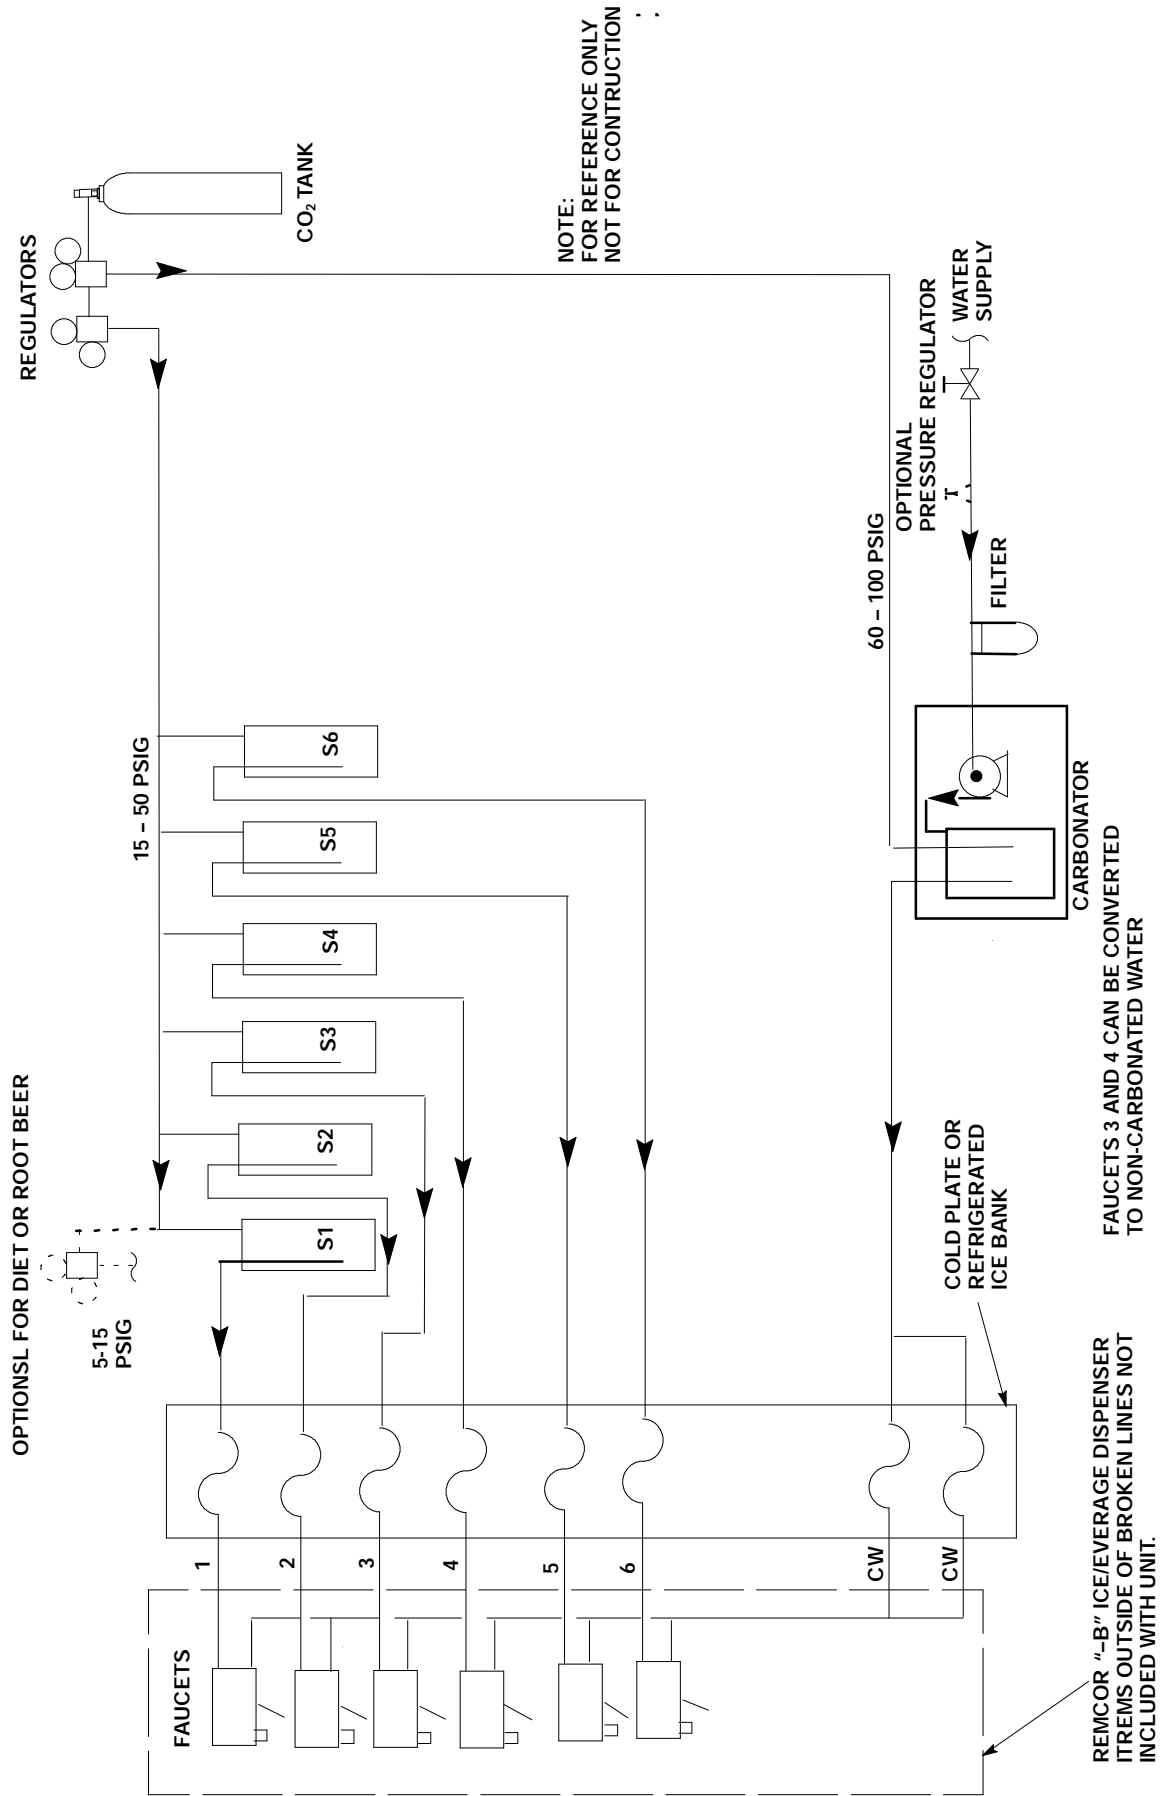 REGULATORS
CO₂ TANK
NOTE:
FOR REFERENCE ONLY
NOT FOR CONTRUCTION
OPTIONSL FOR DIET OR ROOT BEER
5-15
PSIG
15 – 50 PSIG
S1
S2
S3
S4
S5
S6
60 – 100 PSIG
OPTIONAL
PRESSURE REGULATOR
WATER
SUPPLY
FILTER
CARBONATOR
FAUCETS 3 AND 4 CAN BE CONVERTED
TO NON-CARBONATED WATER
COLD PLATE OR
REFRIGERATED
ICE BANK
1
2
3
4
5
6
CW
CW
FAUCETS
REMCOR “–B” ICE/EVERAGE DISPENSER
ITREMS OUTSIDE OF BROKEN LINES NOT
INCLUDED WITH UNIT.